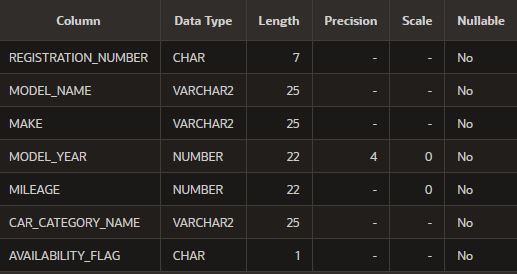 Column Data Type Length Precision Scale Nullable
REGISTRATION_NUMBER CHAR 7 - - No
MODEL_NAME VARCHAR2 25 - - No
MAKE VARCHAR2 25 - - No
MODEL_YEAR NUMBER 22 4 0 No
MILEAGE NUMBER 22 - 0 No
CAR_CATEGORY_NAME VARCHAR2 25 - - No
AVAILABILITY_FLAG CHAR 1 - - No